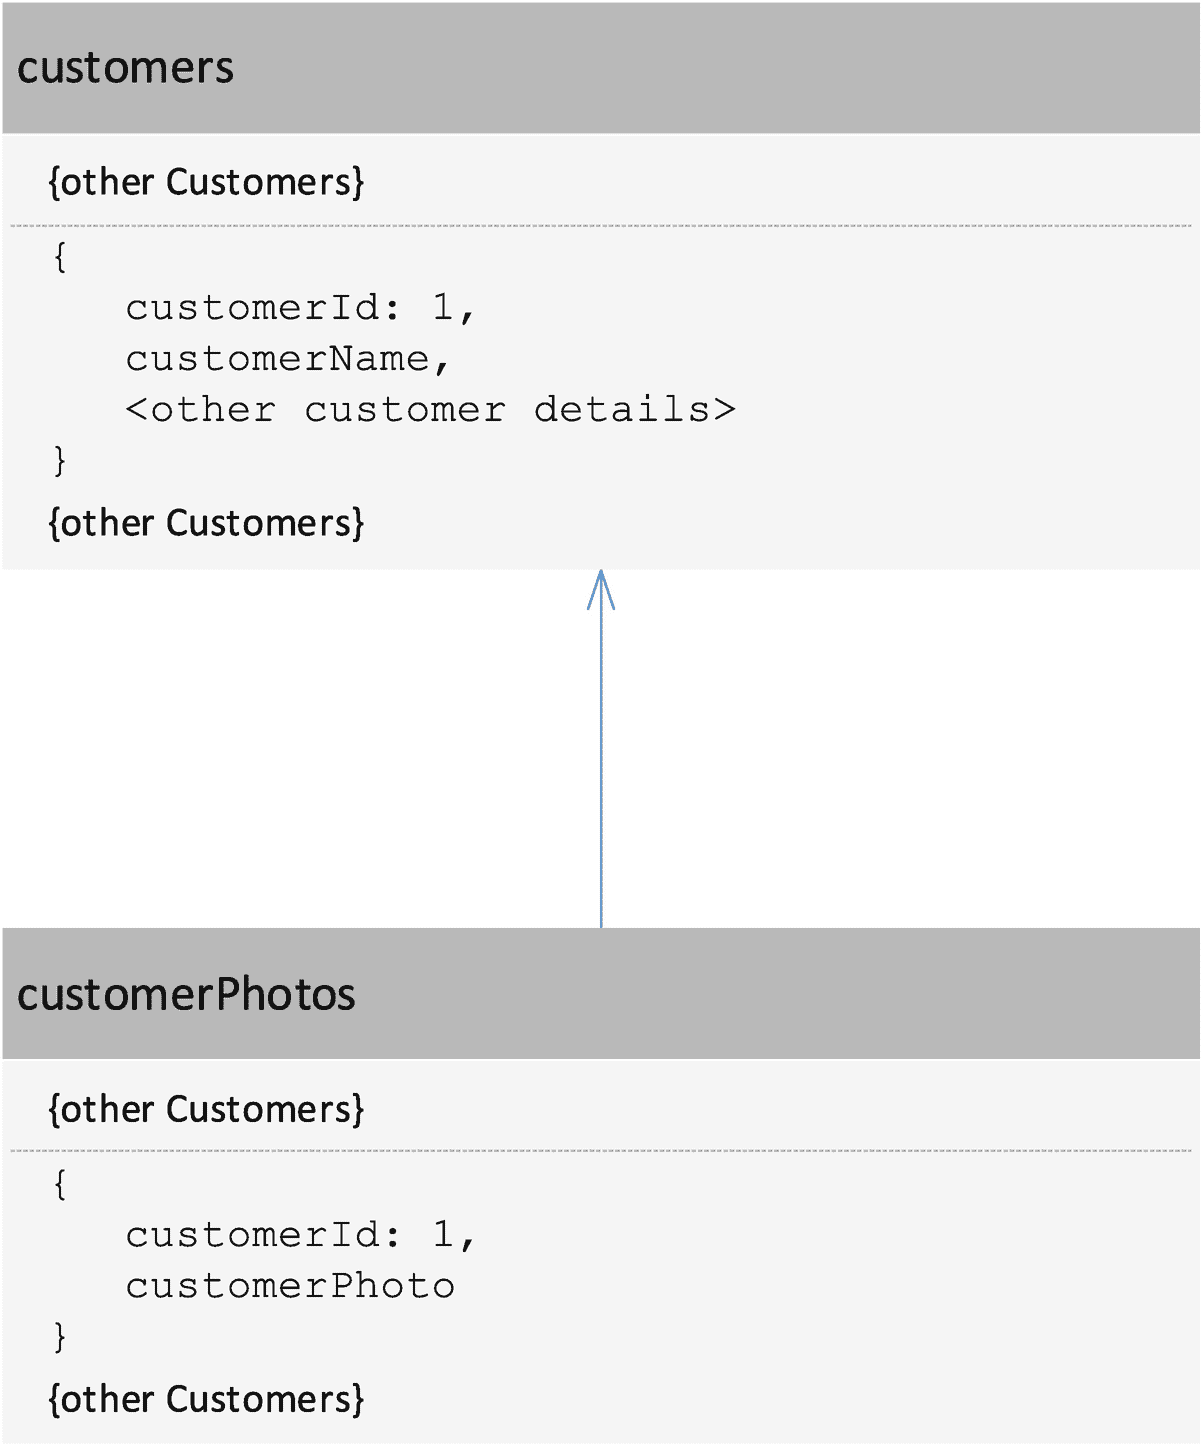 customers
{other Customers}
{
customerId: 1,
customerName,
<other customer details>
}
{other Customers}
customerPhotos
{other Customers}
{
customerId: 1,
customerPhoto
}
{other Customers}